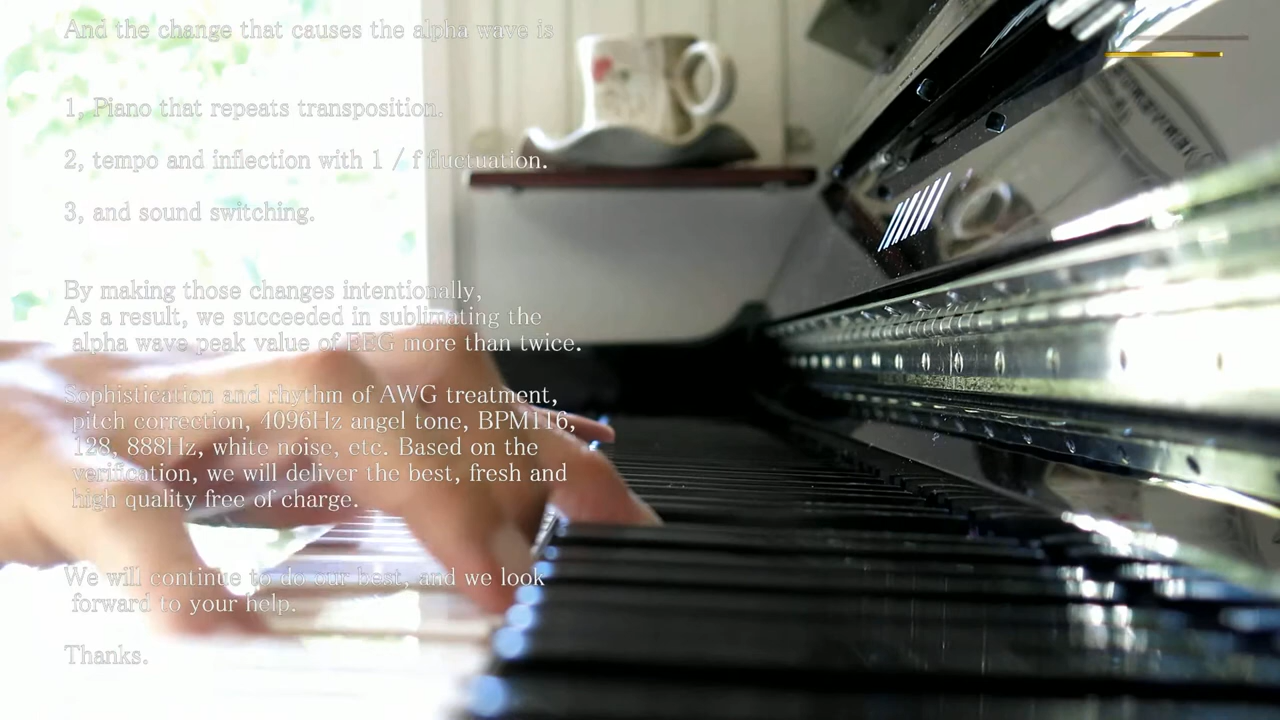 And the change that causes the alpha wave is
1, Piano that repeats transposition.
2, tempo and inflection with 1 / f fluctuation.
3, and sound switching.
By making those changes intentionally,
As a result, we succeeded in sublimating the
alpha wave peak value of EEG more than twice.
Sophistication and rhythm of AWG treatment,
pitch correction, 4096Hz angel tone, BPM116,
128, 888Hz, white noise, etc. Based on the
verification, we will deliver the best, fresh and
high quality free of charge.
We will continue to do our best, and we look
forward to your help.
Thanks.